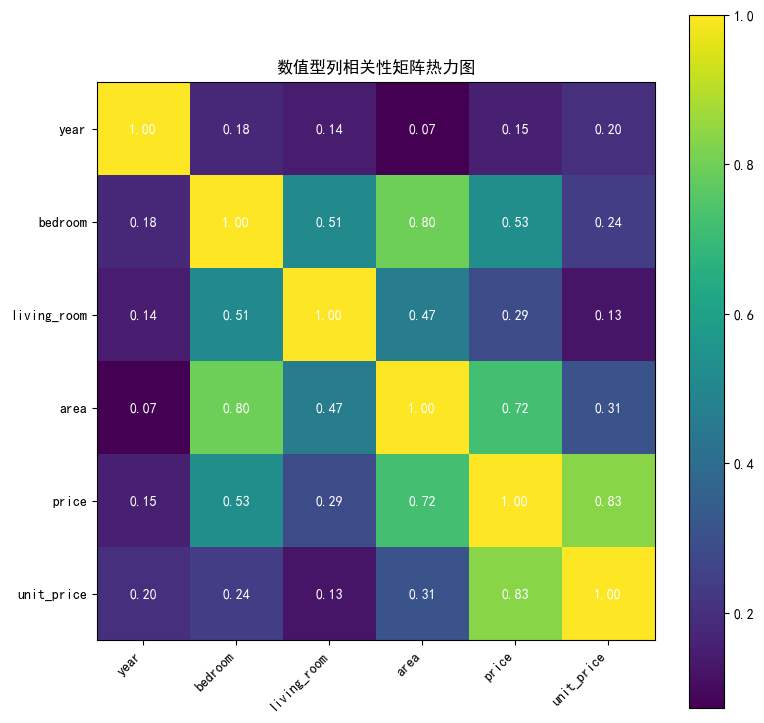 数值型列相关性矩阵热力图
year 1.00 0.18 0.14 0.07 0.15 0.20
bedroom 0.18 1.00 0.51 0.80 0.53 0.24
living_room 0.14 0.51 1.00 0.47 0.29 0.13
area 0.07 0.80 0.47 1.00 0.72 0.31
price 0.15 0.53 0.29 0.72 1.00 0.83
unit_price 0.20 0.24 0.13 0.31 0.83 1.00
year bedroom living_room area price unit_price
1.0
0.8
0.6
0.4
0.2